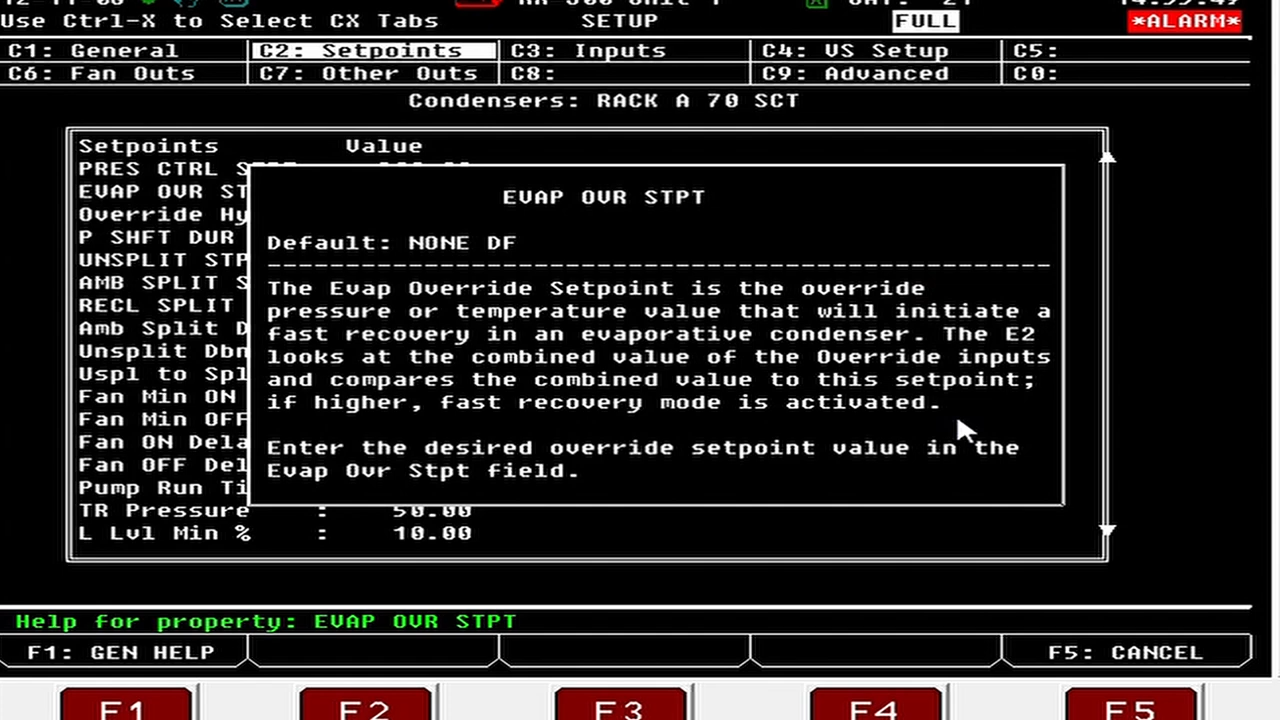 Use Ctrl-X to Select CX Tabs SETUP FULL *ALARM*
C1: General C2: Setpoints C3: Inputs C4: VS Setup C5:
C6: Fan Outs C7: Other Outs C8: C9: Advanced C0:
Condensers: RACK A 70 SCT
Setpoints Value
PRES CTRL
EVAP OVR ST
EVAP OVR STPT
Override Hy
P SHFT DUR
Default: NONE DF
UNSPLIT STP
AMB SPLIT S
The Evap Override Setpoint is the override
RECL SPLIT
pressure or temperature value that will initiate a
Amb Split D
fast recovery in an evaporative condenser. The E2
Unsplit Dbn
looks at the combined value of the Override inputs
Uspl to Spl
and compares the combined value to this setpoint;
Fan Min ON
if higher, fast recovery mode is activated.
Fan Min OFF
Fan ON Dela
Enter the desired override setpoint value in the
Fan OFF Del
Evap Ovr Stpt field.
Pump Run Ti
TR Pressure : 50.00
L Lvl Min % : 10.00
Help for property: EVAP OVR STPT
F1: GEN HELP F5: CANCEL
F1 F2 F3 F4 F5